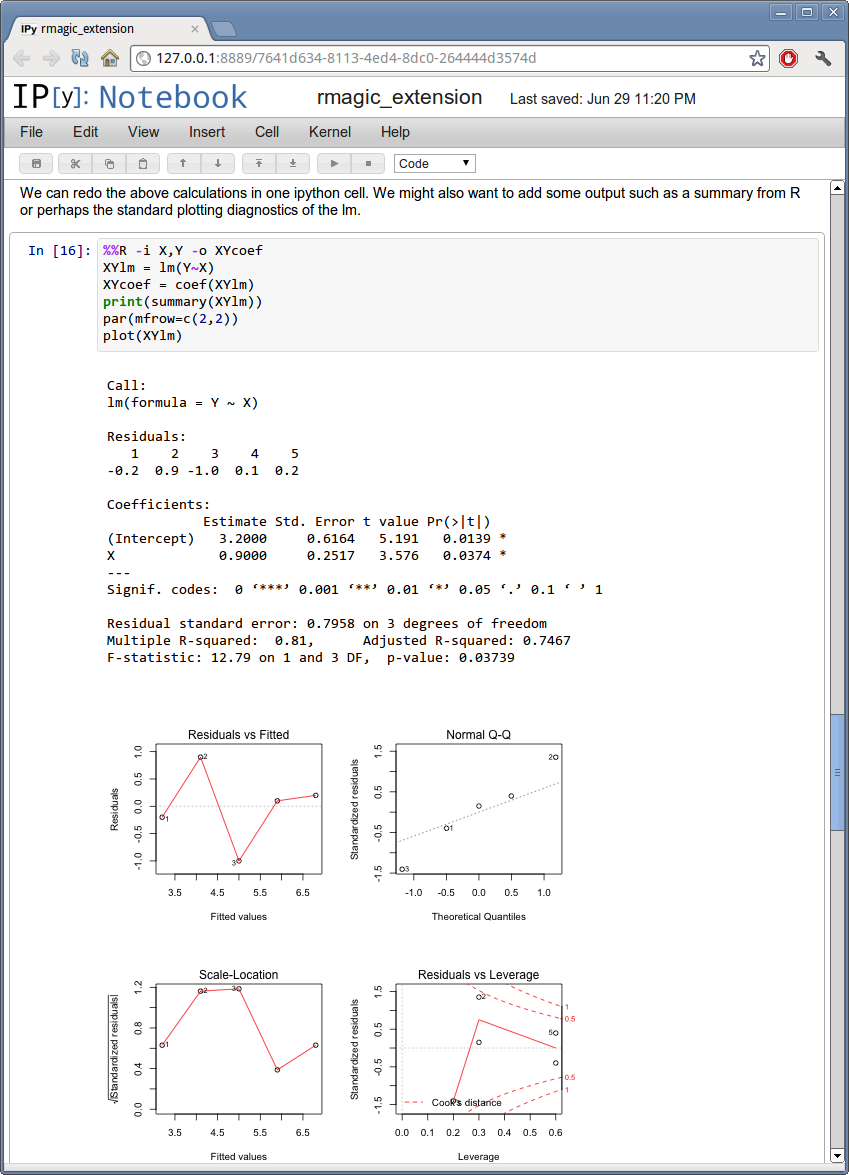 IPy rmagic_extension
127.0.0.1:8889/7641d634-8113-4ed4-8dc0-264444d3574d
IP[y]: Notebook rmagic_extension Last saved: Jun 29 11:20 PM
File Edit View Insert Cell Kernel Help
Code
We can redo the above calculations in one ipython cell. We might also want to add some output such as a summary from R
or perhaps the standard plotting diagnostics of the lm.
In [16]: %%R -i X,Y -o XYcoef
XYlm = lm(Y~X)
XYcoef = coef(XYlm)
print(summary(XYlm))
par(mfrow=c(2,2))
plot(XYlm)
Call:
lm(formula = Y ~ X)
Residuals:
1 2 3 4 5
-0.2 0.9 -1.0 0.1 0.2
Coefficients:
Estimate Std. Error t value Pr(>|t|)
(Intercept) 3.2000 0.6164 5.191 0.0139 *
X 0.9000 0.2517 3.576 0.0374 *
---
Signif. codes: 0 ‘***’ 0.001 ‘**’ 0.01 ‘*’ 0.05 ‘.’ 0.1 ‘ ’ 1
Residual standard error: 0.7958 on 3 degrees of freedom
Multiple R-squared: 0.81, Adjusted R-squared: 0.7467
F-statistic: 12.79 on 1 and 3 DF, p-value: 0.03739
Residuals vs Fitted
Residuals
1.0
0.5
0.0
-0.5
-1.0
2
1
3
3.5 4.5 5.5 6.5
Fitted values
Normal Q-Q
Standardized residuals
1.5
0.5
-0.5
-1.5
2
1
3
-1.0 -0.5 0.0 0.5 1.0
Theoretical Quantiles
Scale-Location
√|Standardized residuals|
1.2
0.8
0.4
0.0
2
3
1
3.5 4.5 5.5 6.5
Fitted values
Residuals vs Leverage
Standardized residuals
1.5
0.5
-0.5
-1.5
2
1
0.5
5
0.5
1
3
Cook's distance
0.0 0.1 0.2 0.3 0.4 0.5 0.6
Leverage